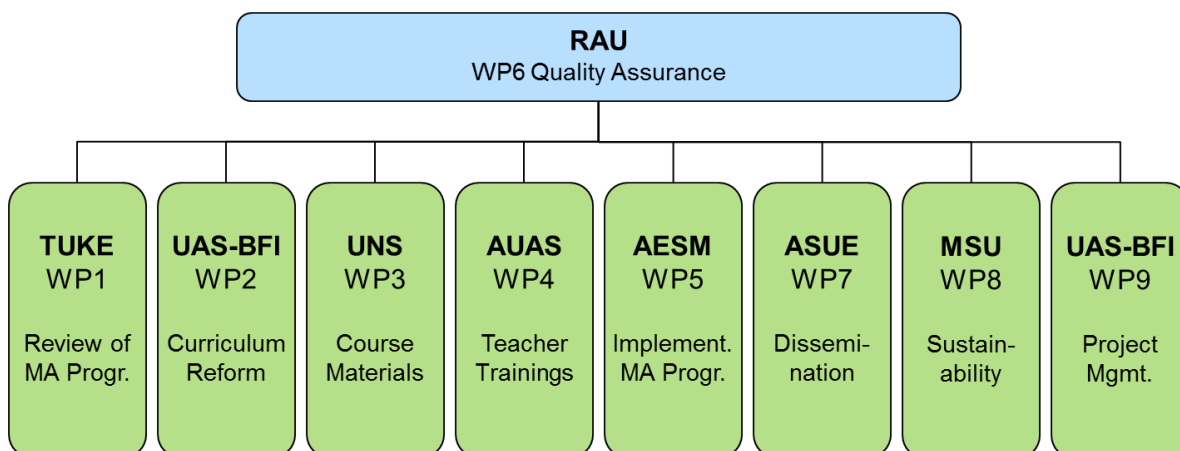 RAU
WP6 Quality Assurance
TUKE
WP1
Review of
MA Progr.
UAS-BFI
WP2
Curriculum
Reform
UNS
WP3
Course
Materials
AUAS
WP4
Teacher
Trainings
AESM
WP5
Implement.
MA Progr.
ASUE
WP7
Dissemi-
nation
MSU
WP8
Sustain-
ability
UAS-BFI
WP9
Project
Mgmt.